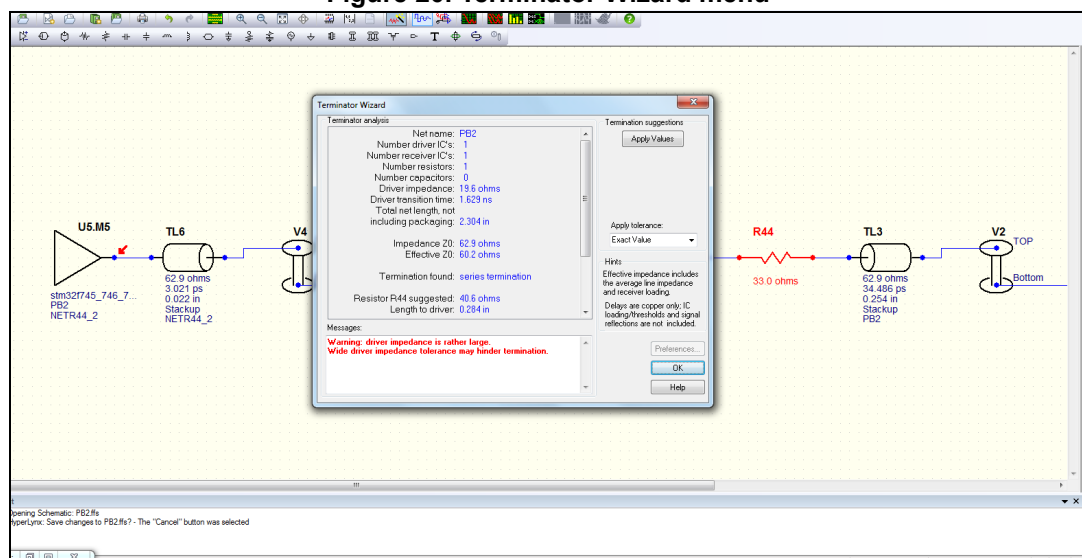 Figure 20. Terminator Wizard menu
Terminator Wizard
Terminator analysis
Net name: PB2
Number driver IC's: 1
Number receiver IC's: 1
Number resistors: 1
Number capacitors: 0
Driver impedance: 19.6 ohms
Driver transition time: 1.629 ns
Total net length, not
including packaging: 2.304 in
Impedance Z0: 62.9 ohms
Effective Z0: 60.2 ohms
Termination found: series termination
Resistor R44 suggested: 40.6 ohms
Length to driver: 0.284 in
Messages:
Warning: driver impedance is rather large.
Wide driver impedance tolerance may hinder termination.
Termination suggestions
Apply Values
Apply tolerance:
Exact Value
Hints
Effective impedance includes
the average line impedance
and receiver loading.
Delays are copper only; IC
loading/thresholds and signal
reflections are not included.
Preferences...
OK
Help
U5.M5
stm32f745_746_7...
PB2
NETR44_2
TL6
62.9 ohms
3.021 ps
0.022 in
Stackup
NETR44_2
V4
R44
33.0 ohms
TL3
62.9 ohms
34.486 ps
0.254 in
Stackup
PB2
V2
TOP
Bottom
Opening Schematic: PB2.ffs
HyperLynx: Save changes to PB2.ffs? - The "Cancel" button was selected